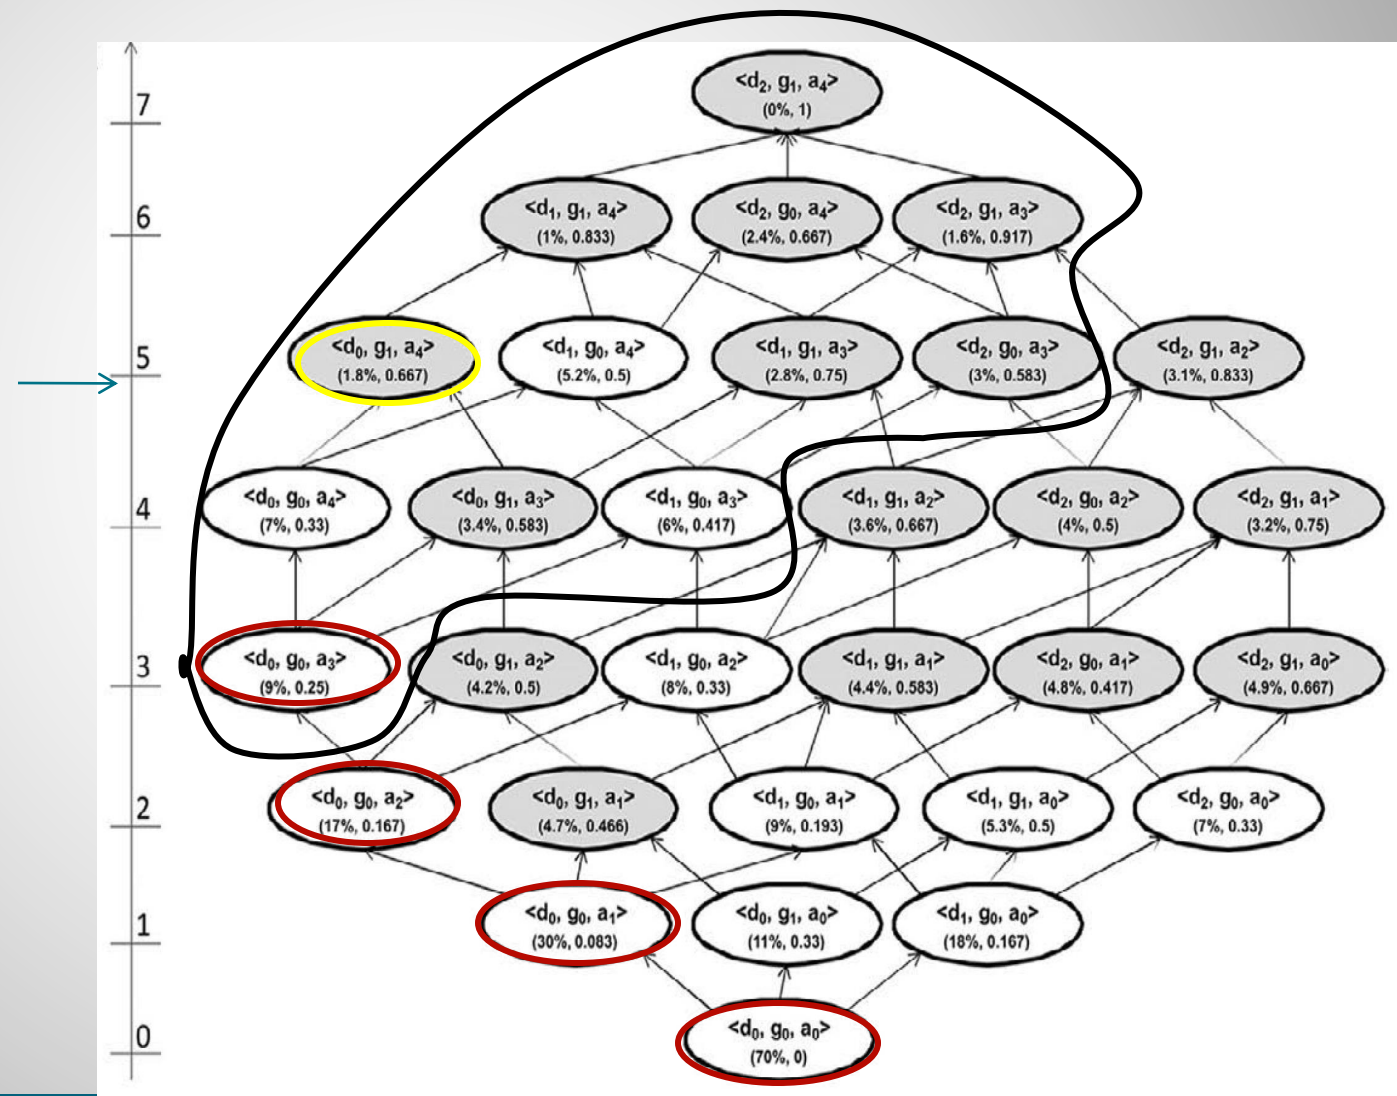 7
<d₂, g₁, a₄>
(0%, 1)
6
<d₁, g₁, a₄>
(1%, 0.833)
<d₂, g₀, a₄>
(2.4%, 0.667)
<d₂, g₁, a₃>
(1.6%, 0.917)
5
<d₀, g₁, a₄>
(1.8%, 0.667)
<d₁, g₀, a₄>
(5.2%, 0.5)
<d₁, g₁, a₃>
(2.8%, 0.75)
<d₂, g₀, a₃>
(3%, 0.583)
<d₂, g₁, a₂>
(3.1%, 0.833)
4
<d₀, g₀, a₄>
(7%, 0.33)
<d₀, g₁, a₃>
(3.4%, 0.583)
<d₁, g₀, a₃>
(6%, 0.417)
<d₁, g₁, a₂>
(3.6%, 0.667)
<d₂, g₀, a₂>
(4%, 0.5)
<d₂, g₁, a₁>
(3.2%, 0.75)
3
<d₀, g₀, a₃>
(9%, 0.25)
<d₀, g₁, a₂>
(4.2%, 0.5)
<d₁, g₀, a₂>
(8%, 0.33)
<d₁, g₁, a₁>
(4.4%, 0.583)
<d₂, g₀, a₁>
(4.8%, 0.417)
<d₂, g₁, a₀>
(4.9%, 0.667)
2
<d₀, g₀, a₂>
(17%, 0.167)
<d₀, g₁, a₁>
(4.7%, 0.466)
<d₁, g₀, a₁>
(9%, 0.193)
<d₁, g₁, a₀>
(5.3%, 0.5)
<d₂, g₀, a₀>
(7%, 0.33)
1
<d₀, g₀, a₁>
(30%, 0.083)
<d₀, g₁, a₀>
(11%, 0.33)
<d₁, g₀, a₀>
(18%, 0.167)
0
<d₀, g₀, a₀>
(70%, 0)